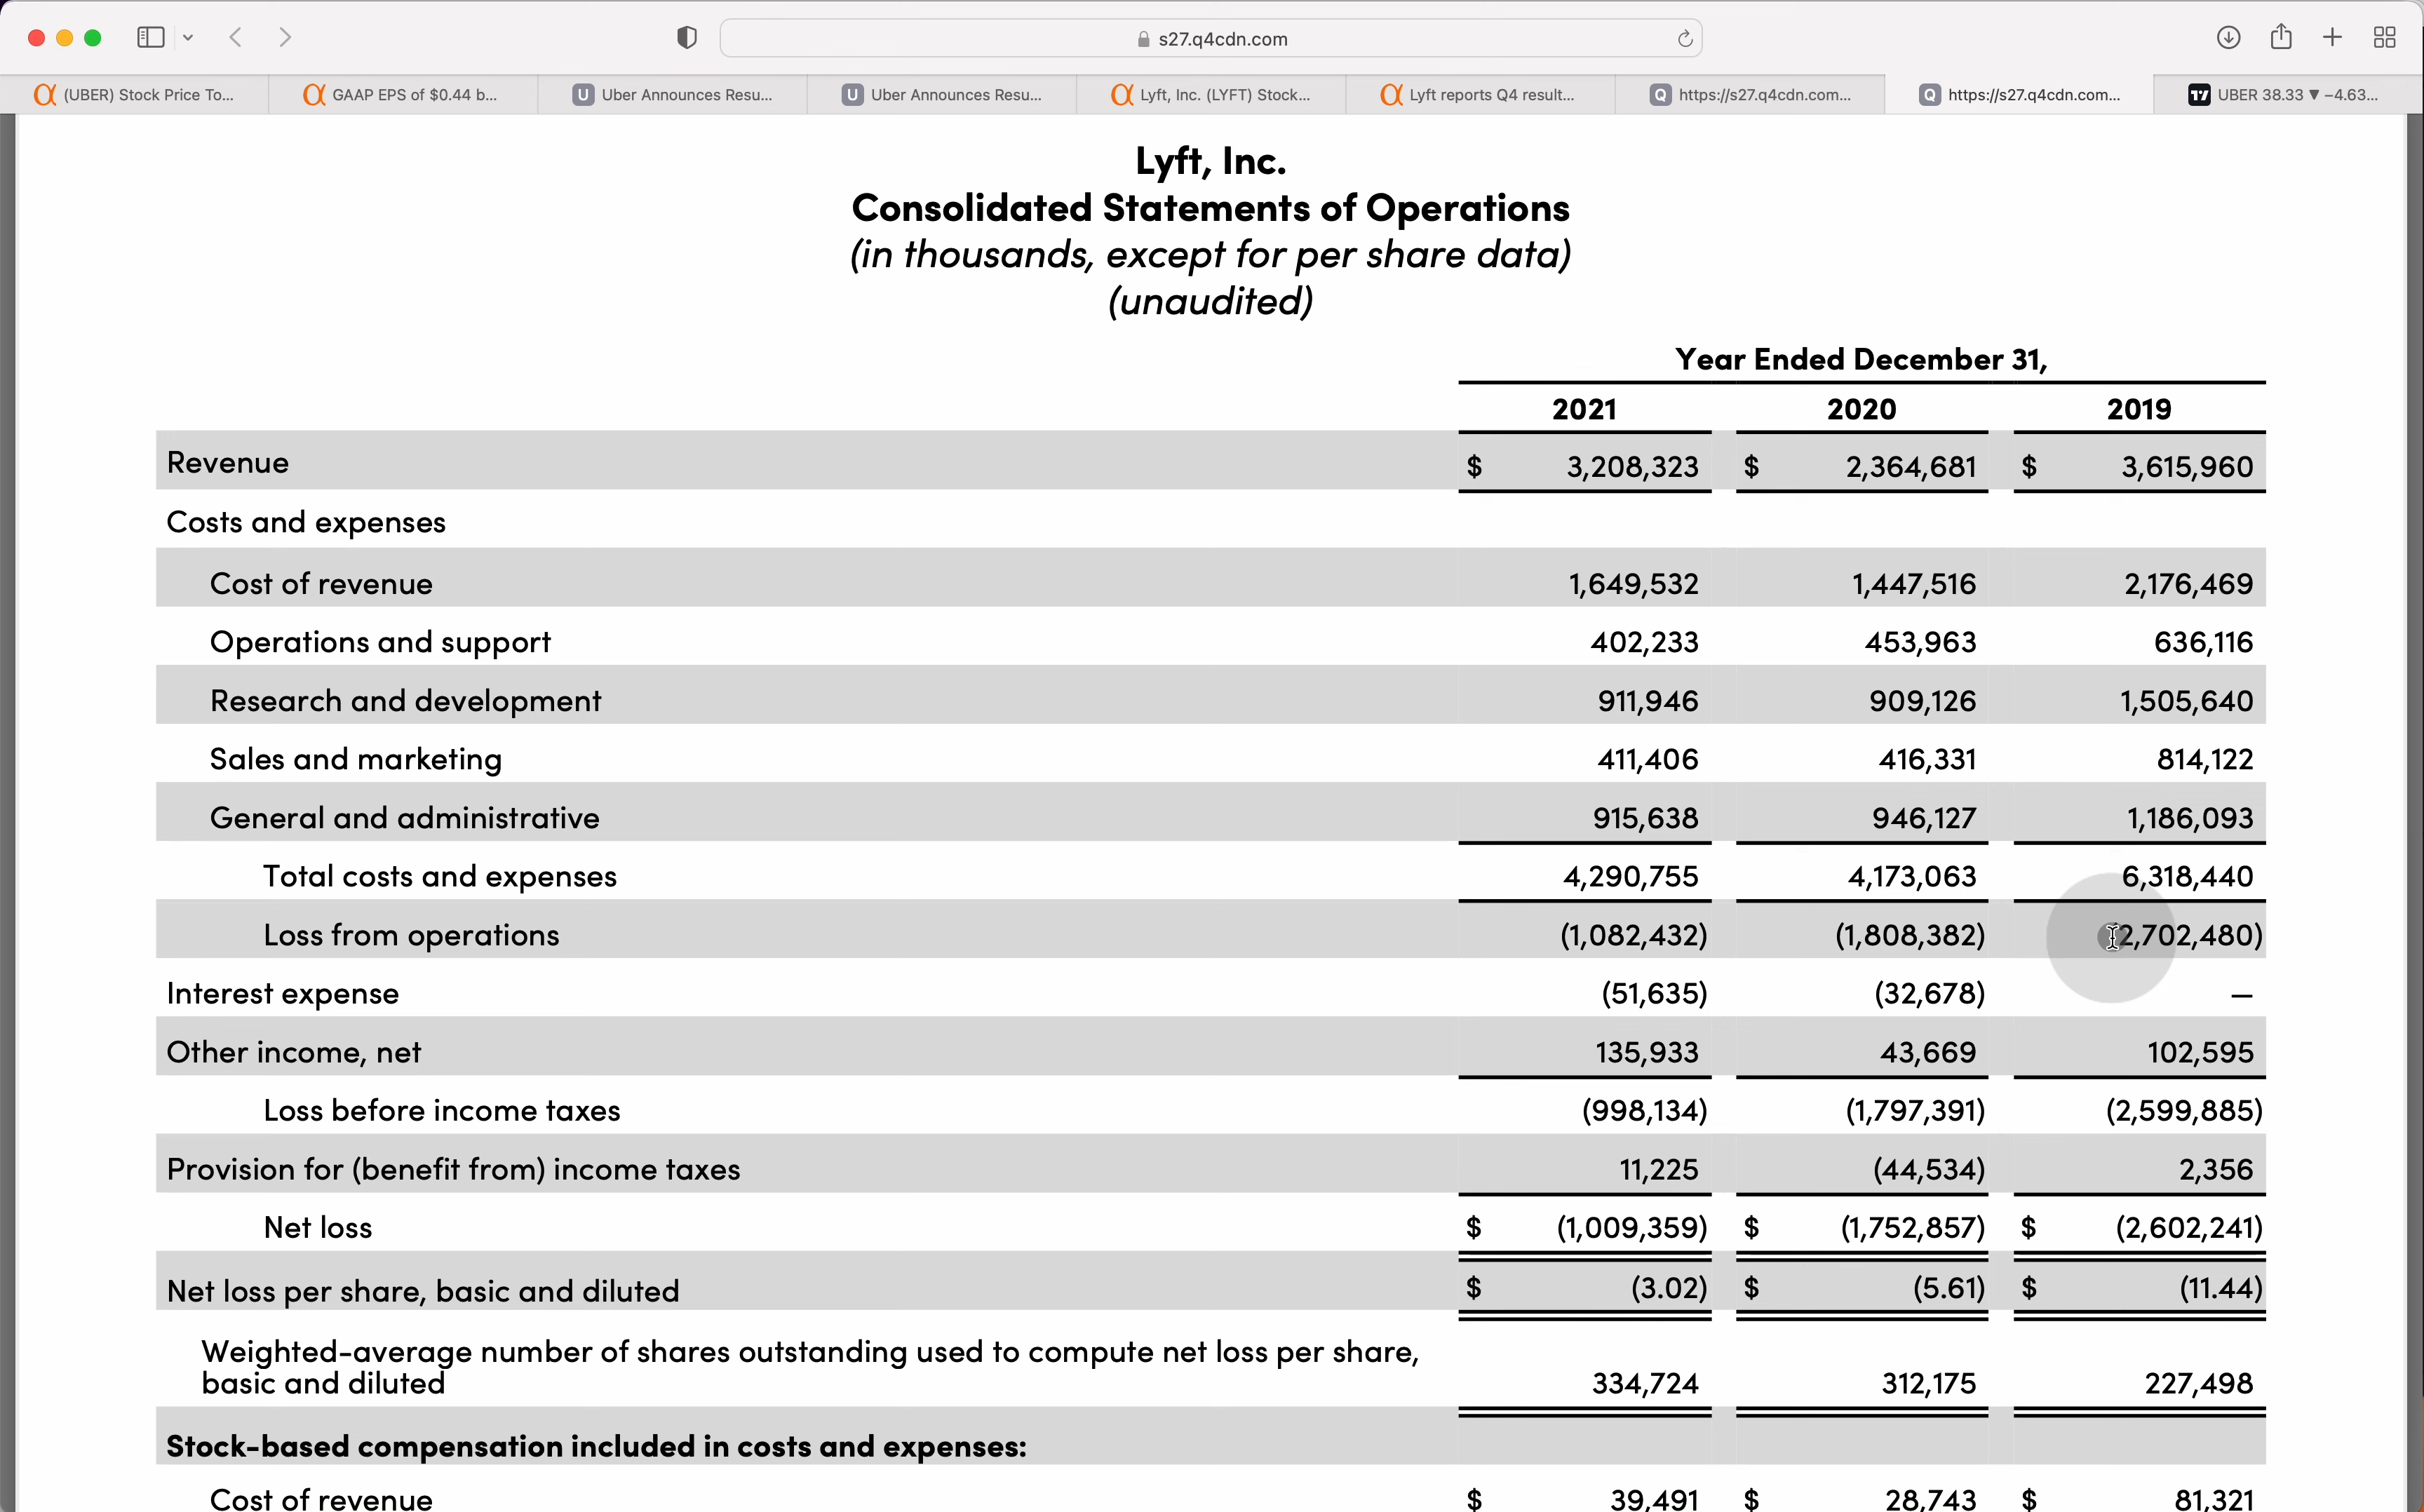 s27.q4cdn.com
(UBER) Stock Price To...
GAAP EPS of $0.44 b...
U Uber Announces Resu...
U Uber Announces Resu...
Lyft, Inc. (LYFT) Stock...
Lyft reports Q4 result...
Q https://s27.q4cdn.com...
Q https://s27.q4cdn.com...
UBER 38.33 ▼ −4.63...
Lyft, Inc.
Consolidated Statements of Operations
(in thousands, except for per share data)
(unaudited)
Year Ended December 31,
2021 2020 2019
Revenue $ 3,208,323 $ 2,364,681 $ 3,615,960
Costs and expenses
Cost of revenue 1,649,532 1,447,516 2,176,469
Operations and support 402,233 453,963 636,116
Research and development 911,946 909,126 1,505,640
Sales and marketing 411,406 416,331 814,122
General and administrative 915,638 946,127 1,186,093
Total costs and expenses 4,290,755 4,173,063 6,318,440
Loss from operations (1,082,432) (1,808,382) (2,702,480)
Interest expense (51,635) (32,678) —
Other income, net 135,933 43,669 102,595
Loss before income taxes (998,134) (1,797,391) (2,599,885)
Provision for (benefit from) income taxes 11,225 (44,534) 2,356
Net loss $ (1,009,359) $ (1,752,857) $ (2,602,241)
Net loss per share, basic and diluted $ (3.02) $ (5.61) $ (11.44)
Weighted-average number of shares outstanding used to compute net loss per share,
basic and diluted 334,724 312,175 227,498
Stock-based compensation included in costs and expenses:
Cost of revenue $ 39,491 $ 28,743 $ 81,321